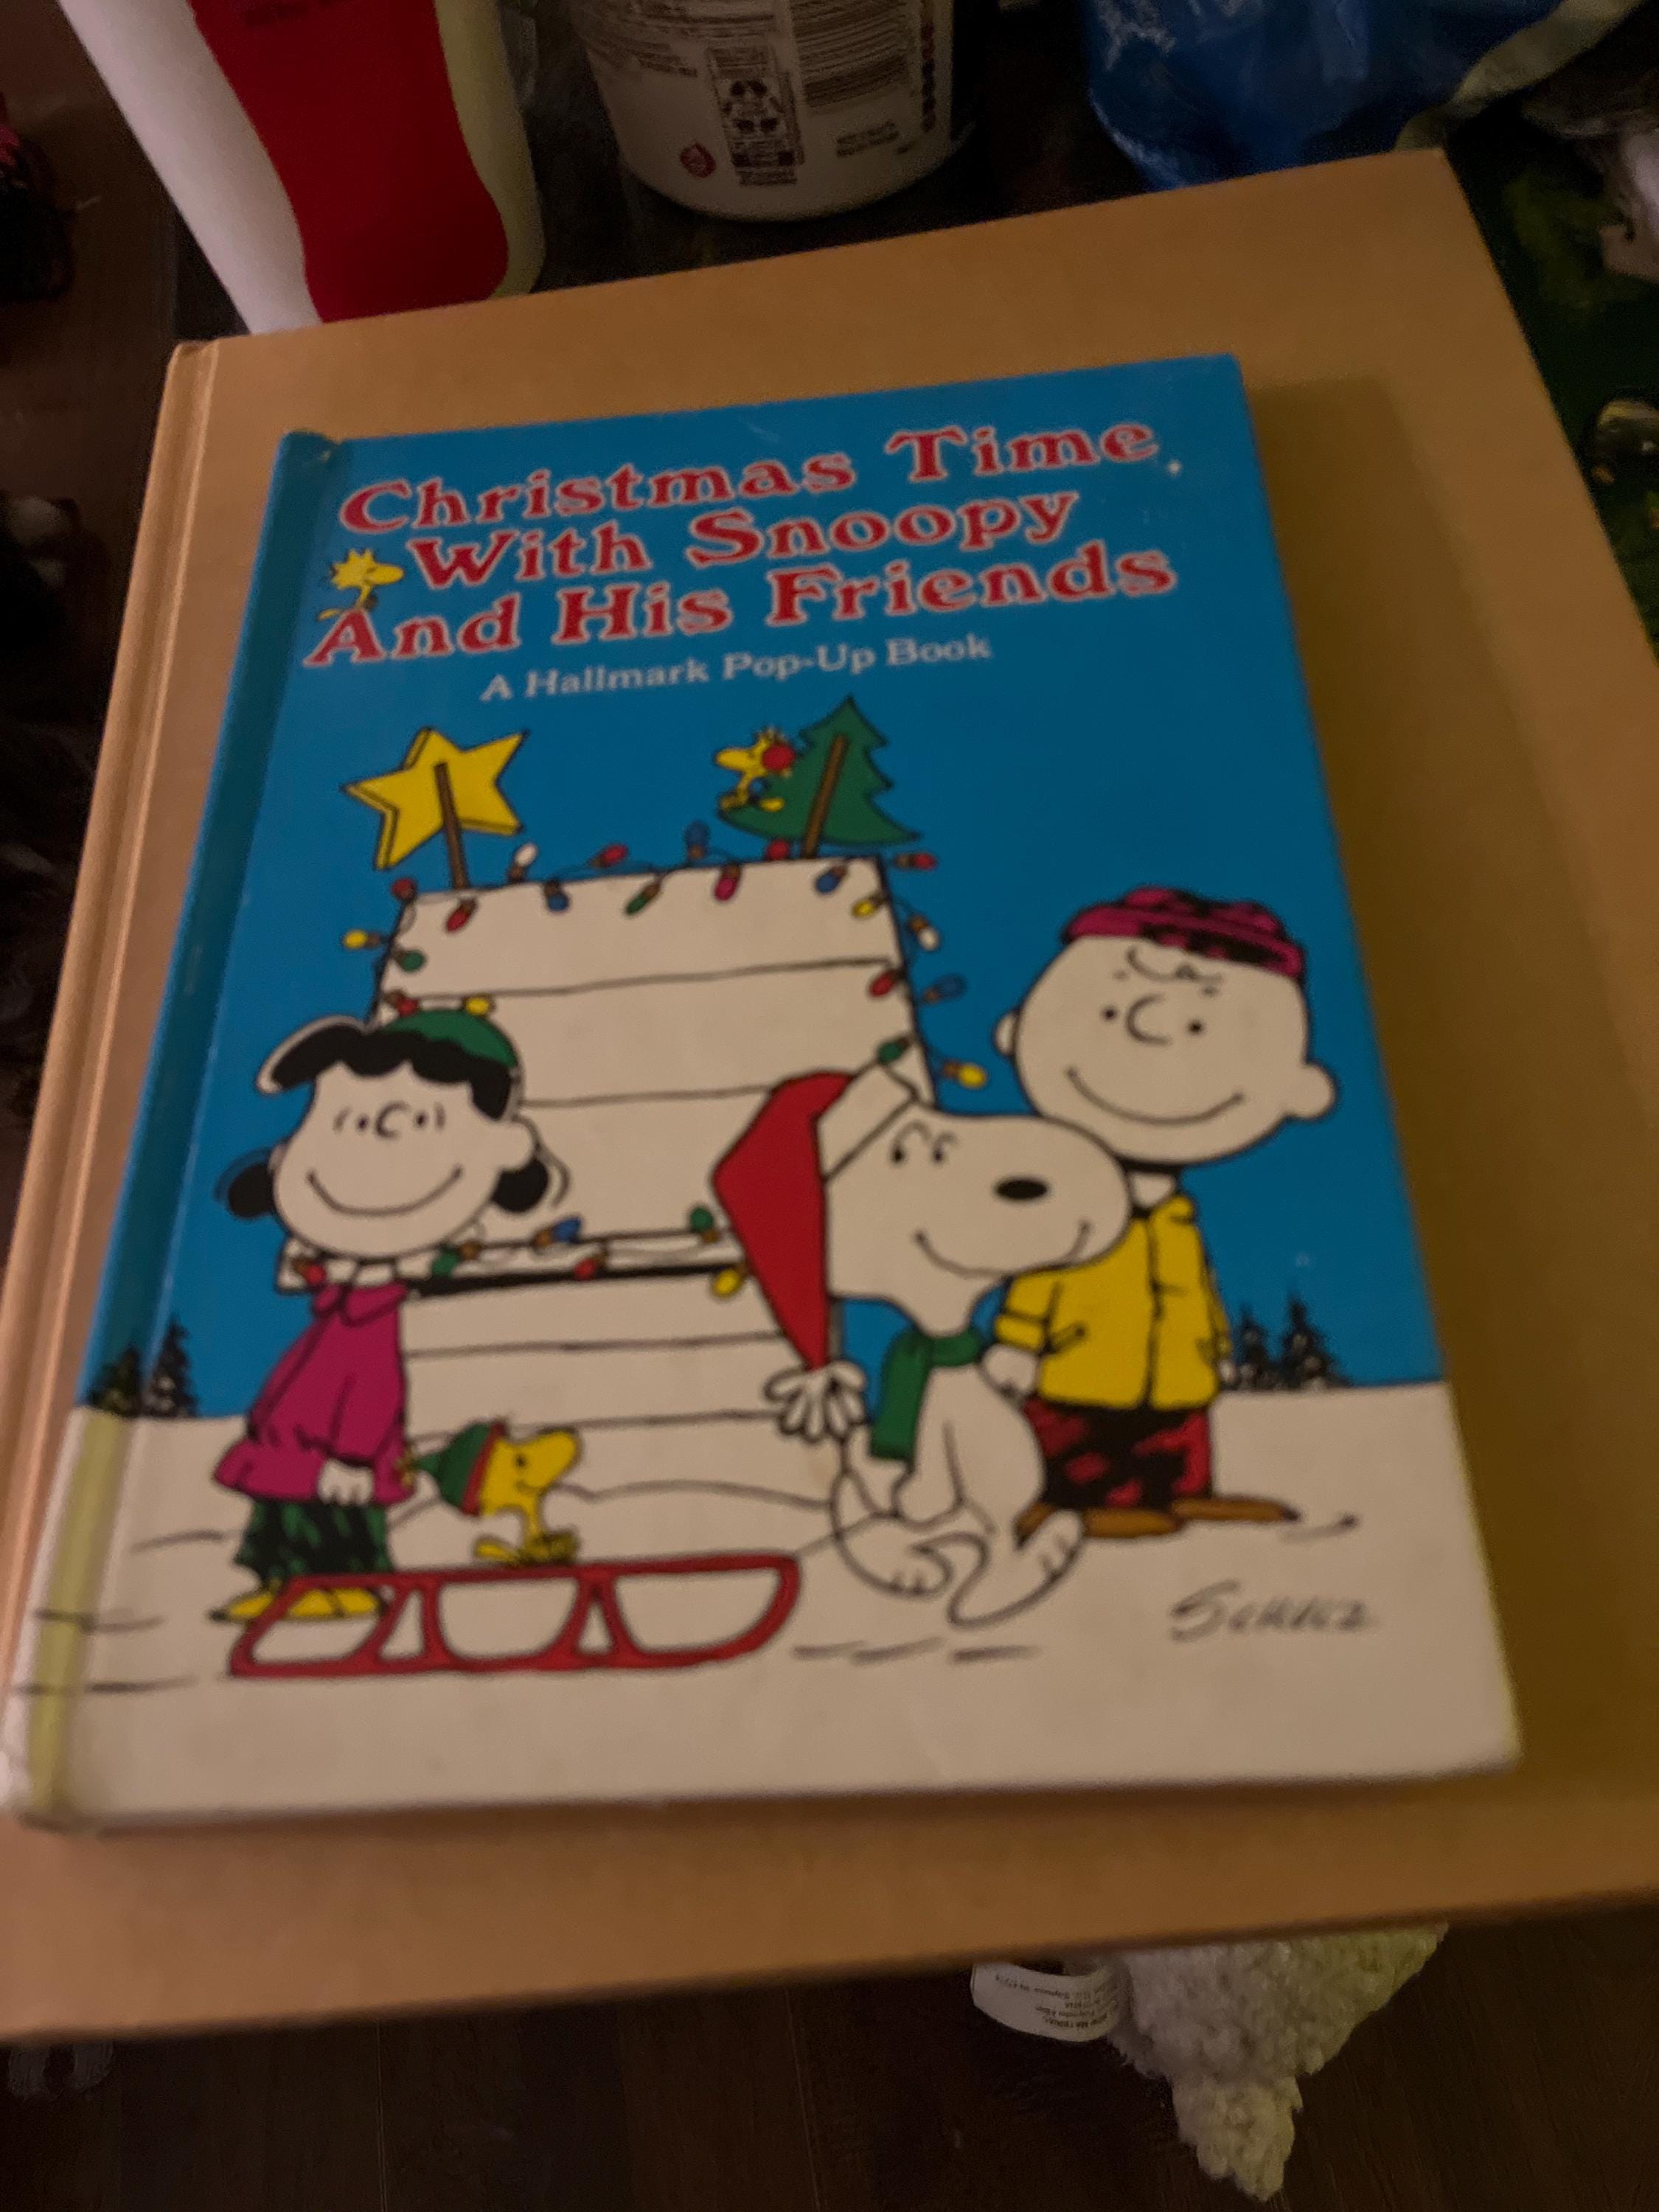 Christmas Time
With Snoopy
And His Friends
A Hallmark Pop-Up Book
Schulz